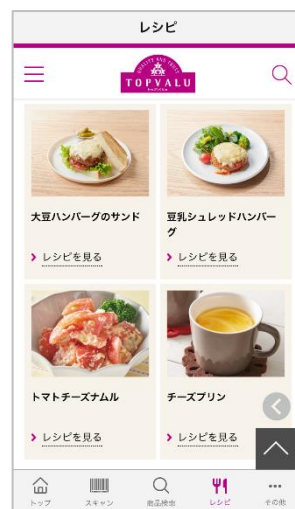 レシピ
QUALITY AND TRUST
TOPVALU
トップバリュ
大豆ハンバーグのサンド
レシピを見る
豆乳シュレッドハンバー
グ
レシピを見る
トマトチーズナムル
レシピを見る
チーズプリン
レシピを見る
トップ
スキャン
商品検索
レシピ
その他